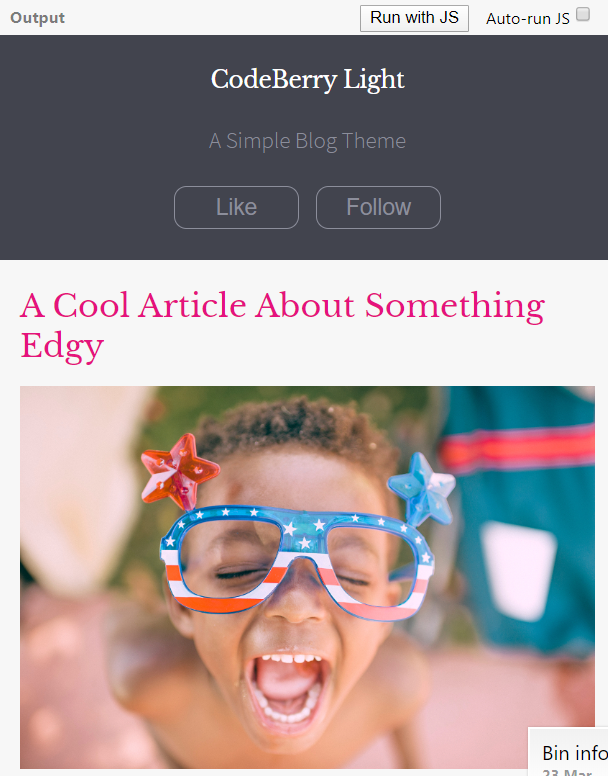 Output
Run with JS
Auto-run JS
CodeBerry Light
A Simple Blog Theme
Like
Follow
A Cool Article About Something
Edgy
Bin info
23 Mar